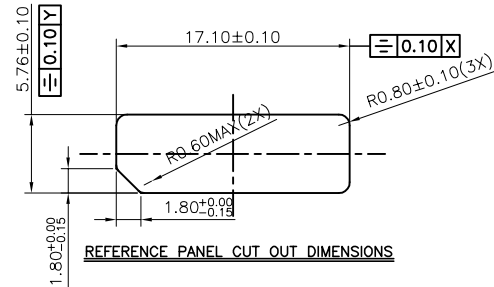 17.10±0.10
⌯ 0.10 X
5.76±0.10
⌯ 0.10 Y
R0.80±0.10(3X)
R0.60MAX(2X)
1.80+0.00-0.15
1.80+0.00-0.15
REFERENCE PANEL CUT OUT DIMENSIONS